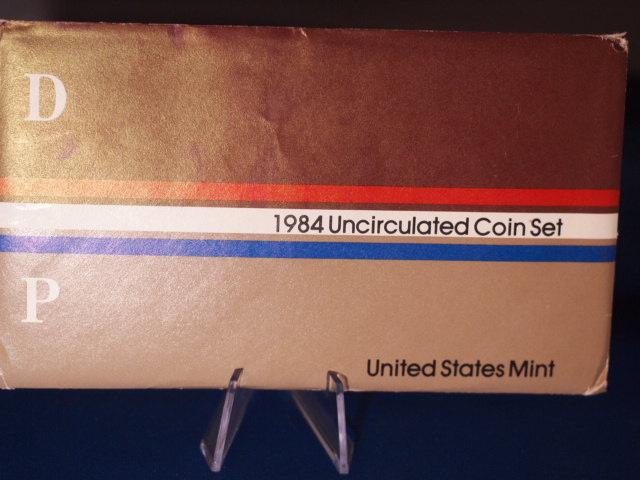 D
1984 Uncirculated Coin Set
P
United States Mint